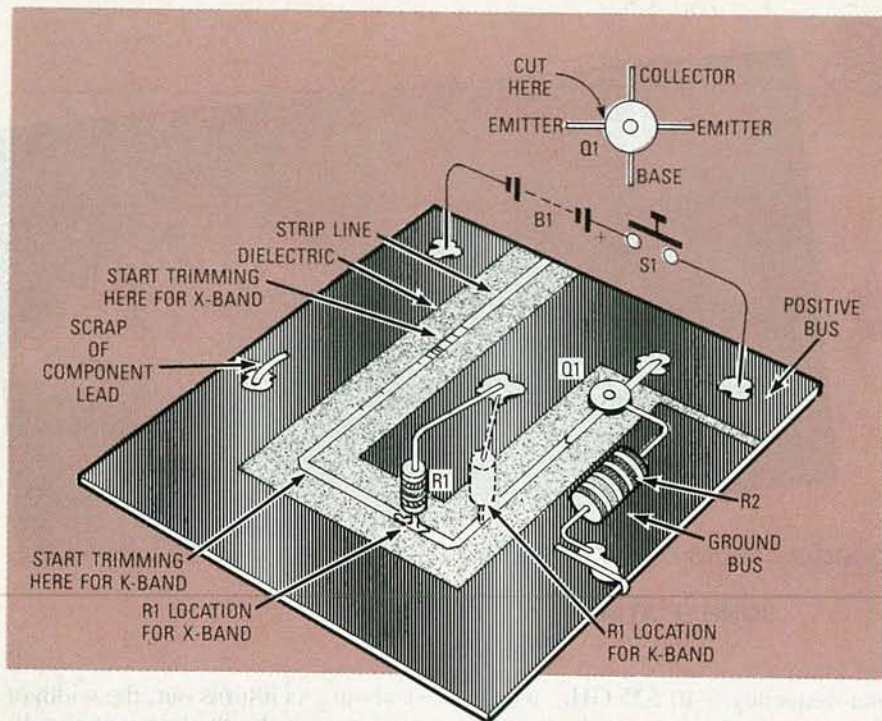 CUT
HERE
COLLECTOR
EMITTER
EMITTER
Q1
BASE
B1
+
S1
STRIP LINE
DIELECTRIC
START TRIMMING
HERE FOR X-BAND
POSITIVE
BUS
SCRAP
OF
COMPONENT
LEAD
Q1
R1
R2
GROUND
BUS
START TRIMMING
HERE FOR K-BAND
R1 LOCATION
FOR X-BAND
R1 LOCATION
FOR K-BAND